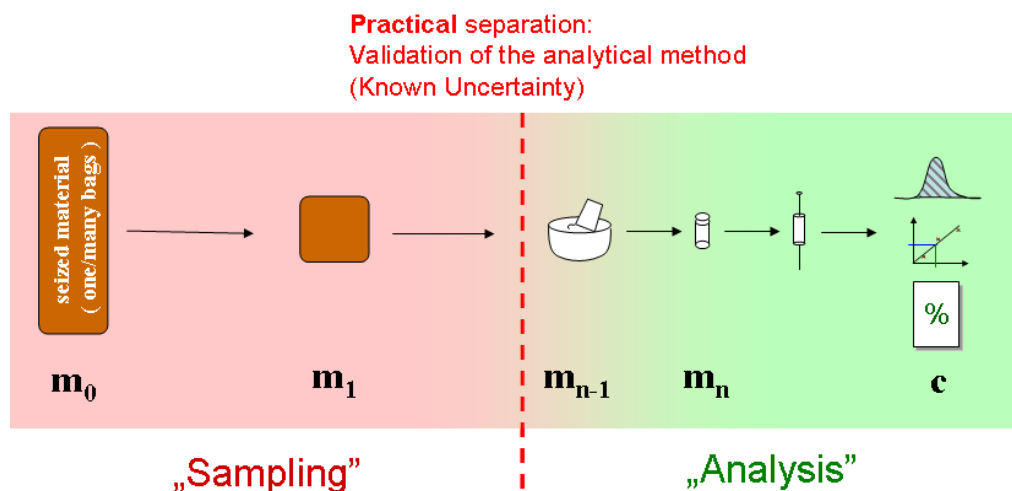 Practical separation:
Validation of the analytical method
(Known Uncertainty)
seized material
( one/many bags )
%
m0
m1
mn-1
mn
c
„Sampling”
„Analysis”